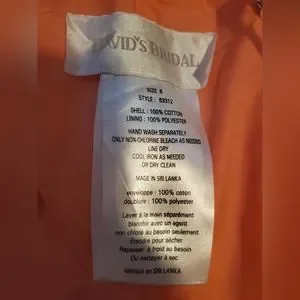 DAVID'S BRIDAL
SIZE 6
STYLE : 83312
SHELL : 100% COTTON
LINING : 100% POLYESTER
HAND WASH SEPARATELY
ONLY NON-CHLORINE BLEACH AS NEEDED
LINE DRY
COOL IRON AS NEEDED
OR DRY CLEAN
MADE IN SRI LANKA
enveloppe : 100% coton
doublure : 100% polyester
Lever à la main séparément
blanchir avec un agent
non chloré au besoin seulement
Étendre pour sécher
Repasser à froid au besoin
Ou nettoyer à sec
fabriqué en SRI LANKA